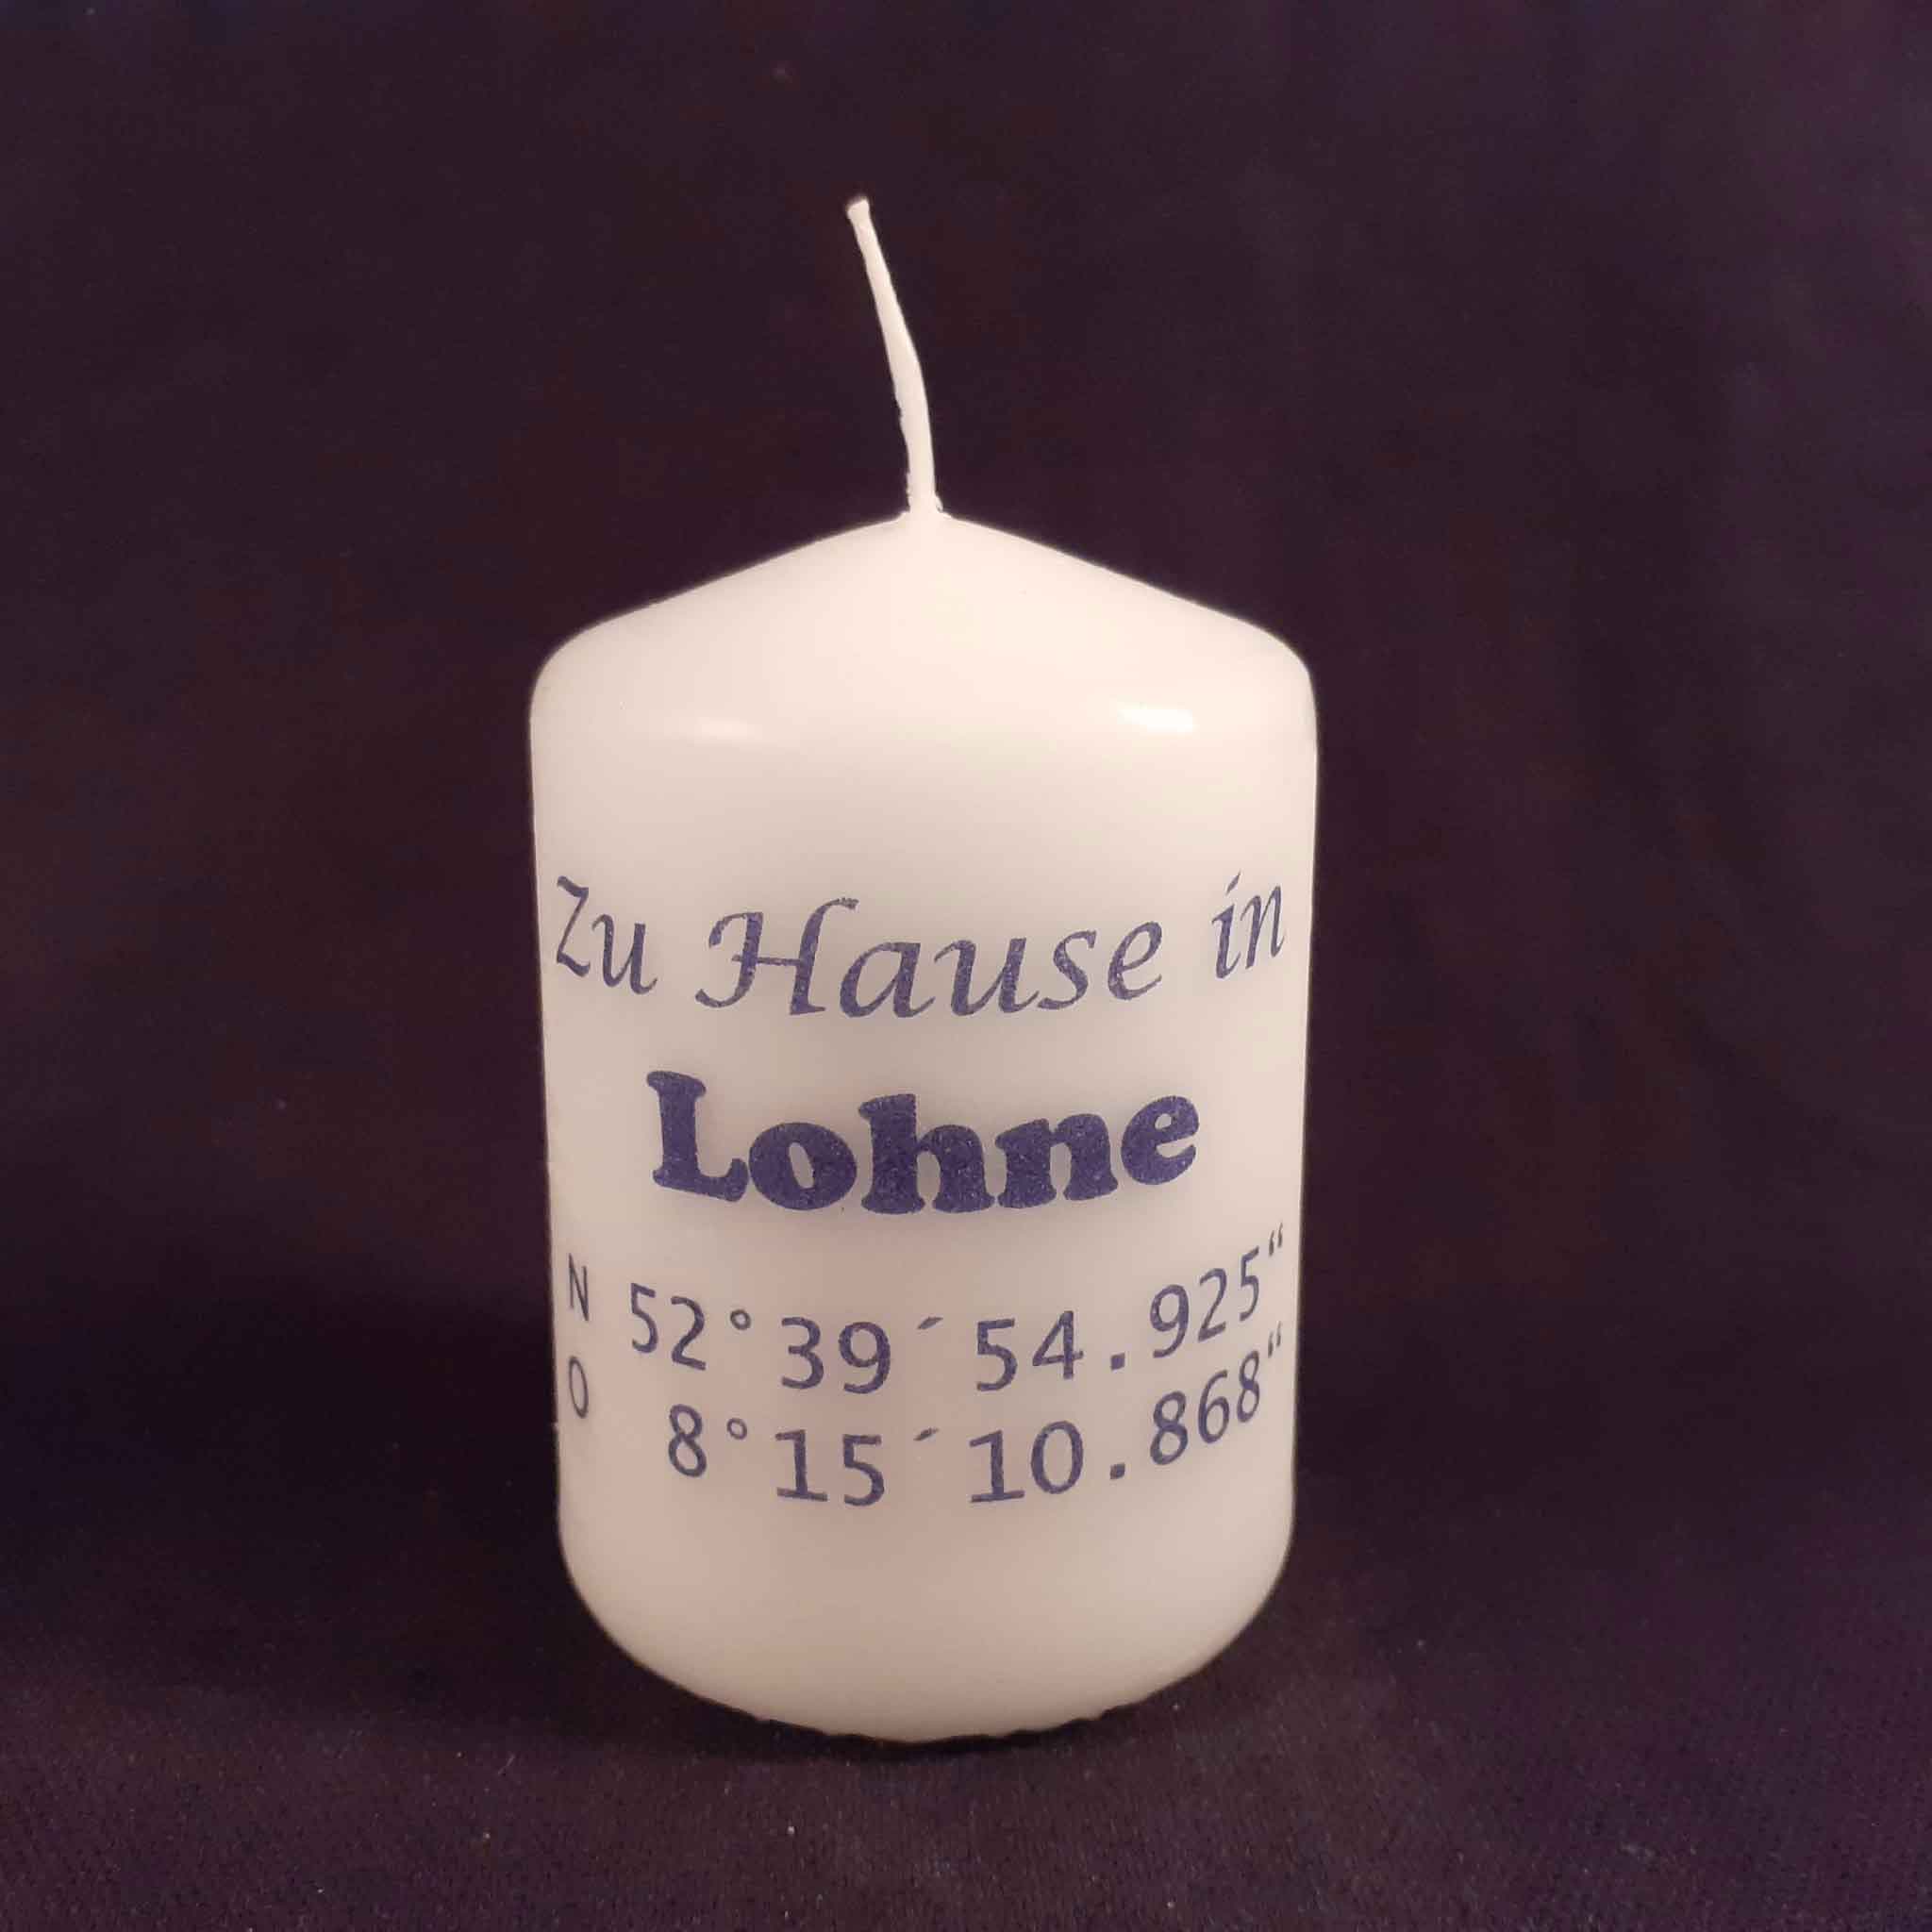 Zu Hause in
Lohne
N 52°39´54.925“
O 8°15´10.868“